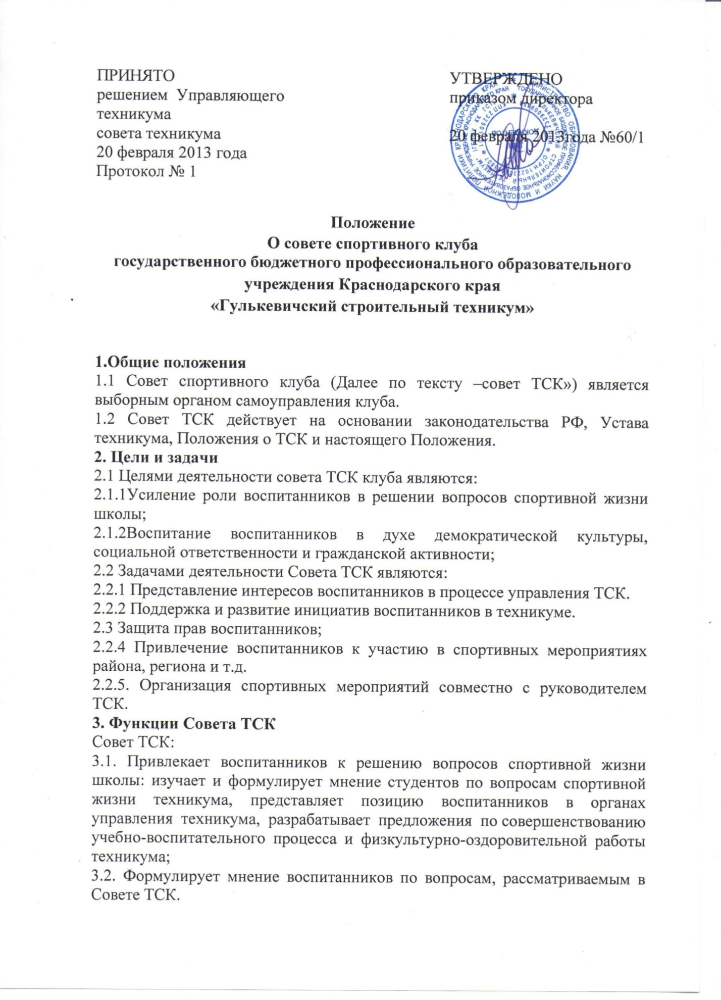 ПРИНЯТО
решением Управляющего
техникума
совета техникума
20 февраля 2013 года
Протокол № 1
УТВЕРЖДЕНО
приказом директора
20 февраля 2013года №60/1
Положение
О совете спортивного клуба
государственного бюджетного профессионального образовательного
учреждения Краснодарского края
«Гулькевичский строительный техникум»
1.Общие положения
1.1 Совет спортивного клуба (Далее по тексту –совет ТСК») является
выборным органом самоуправления клуба.
1.2 Совет ТСК действует на основании законодательства РФ, Устава
техникума, Положения о ТСК и настоящего Положения.
2. Цели и задачи
2.1 Целями деятельности совета ТСК клуба являются:
2.1.1Усиление роли воспитанников в решении вопросов спортивной жизни
школы;
2.1.2Воспитание воспитанников в духе демократической культуры,
социальной ответственности и гражданской активности;
2.2 Задачами деятельности Совета ТСК являются:
2.2.1 Представление интересов воспитанников в процессе управления ТСК.
2.2.2 Поддержка и развитие инициатив воспитанников в техникуме.
2.3 Защита прав воспитанников;
2.2.4 Привлечение воспитанников к участию в спортивных мероприятиях
района, региона и т.д.
2.2.5. Организация спортивных мероприятий совместно с руководителем
ТСК.
3. Функции Совета ТСК
Совет ТСК:
3.1. Привлекает воспитанников к решению вопросов спортивной жизни
школы: изучает и формулирует мнение студентов по вопросам спортивной
жизни техникума, представляет позицию воспитанников в органах
управления техникума, разрабатывает предложения по совершенствованию
учебно-воспитательного процесса и физкультурно-оздоровительной работы
техникума;
3.2. Формулирует мнение воспитанников по вопросам, рассматриваемым в
Совете ТСК.